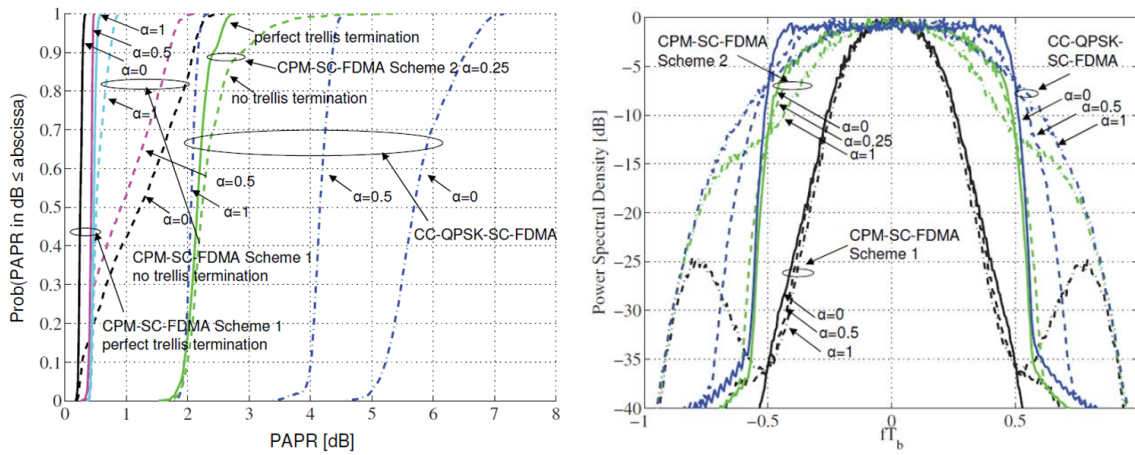 1
0.9
0.8
0.7
0.6
0.5
0.4
0.3
0.2
0.1
0
Prob(PAPR in dB ≤ abscissa)
0
1
2
3
4
5
6
7
8
PAPR [dB]
α=1
α=0.5
α=0
α=1
perfect trellis termination
CPM-SC-FDMA Scheme 2 α=0.25
no trellis termination
α=0.5
α=0
α=1
α=0.5
α=0
CC-QPSK-SC-FDMA
CPM-SC-FDMA Scheme 1
no trellis termination
CPM-SC-FDMA Scheme 1
perfect trellis termination
0
-5
-10
-15
-20
-25
-30
-35
-40
Power Spectral Density [dB]
-1
-0.5
0
0.5
fTb
CPM-SC-FDMA
Scheme 2
CC-QPSK-
SC-FDMA
α=0
α=0.5
α=1
α=0
α=0.25
α=1
CPM-SC-FDMA
Scheme 1
α=0
α=0.5
α=1